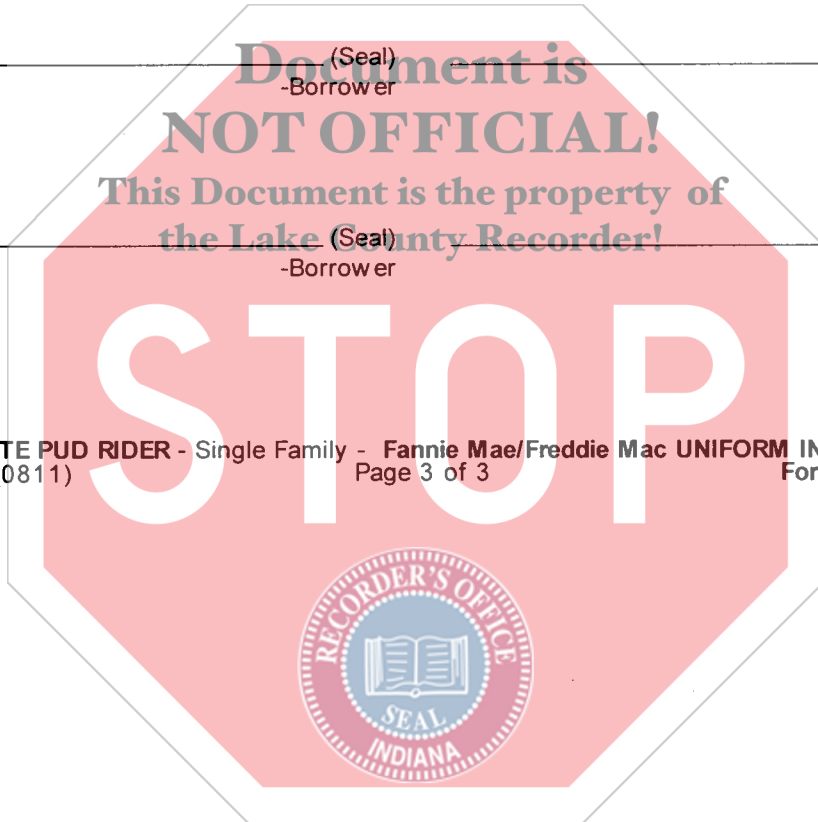 (Seal)
Document is
-Borrower
NOT OFFICIAL!
This Document is the property of
the Lake County Recorder!
(Seal)
-Borrower
STOP
TE PUD RIDER - Single Family - Fannie Mae/Freddie Mac UNIFORM IN
0811)
Page 3 of 3
For
RECORDER'S OFFICE
SEAL
INDIANA